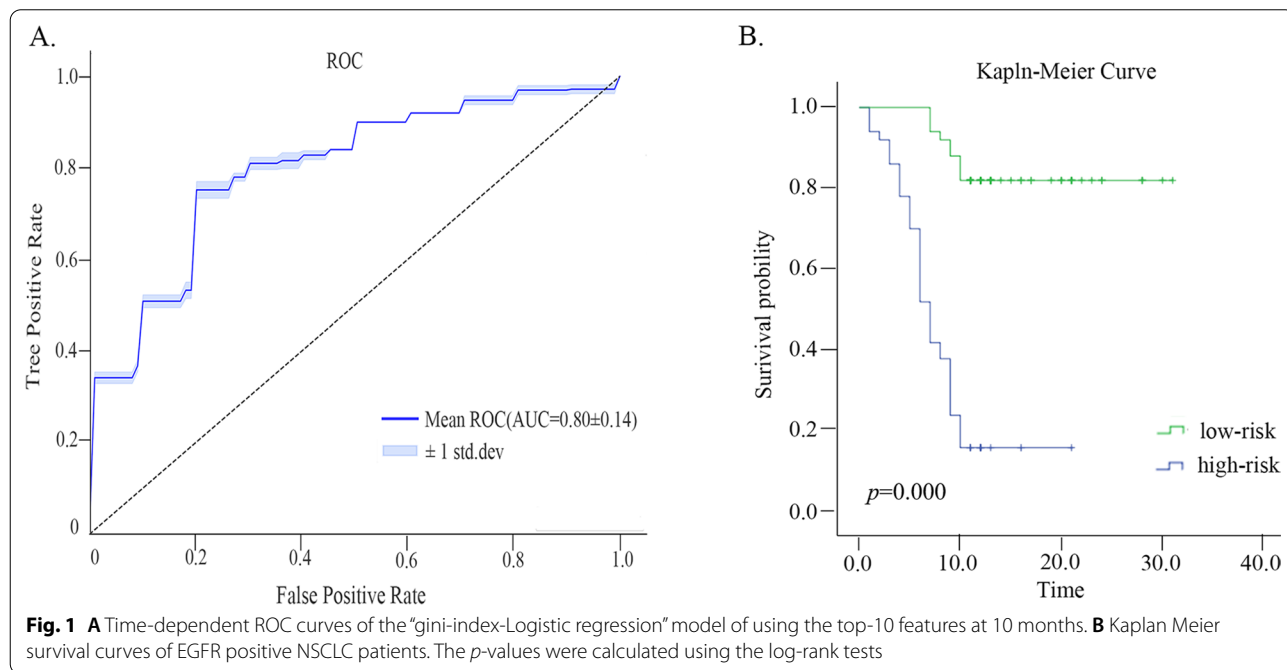 A.
ROC
1.0
0.8
0.6
0.4
0.2
0
Tree Positive Rate
Mean ROC(AUC=0.80±0.14)
± 1 std.dev
0
0.2
0.4
0.6
0.8
1.0
False Positive Rate
B.
Kapln-Meier Curve
1.0
0.8
0.6
0.4
0.2
0.0
Surivival probility
low-risk
high-risk
p=0.000
0.0
10.0
20.0
30.0
40.0
Time
Fig. 1 A Time-dependent ROC curves of the “gini-index-Logistic regression” model of using the top-10 features at 10 months. B Kaplan Meier
survival curves of EGFR positive NSCLC patients. The p-values were calculated using the log-rank tests